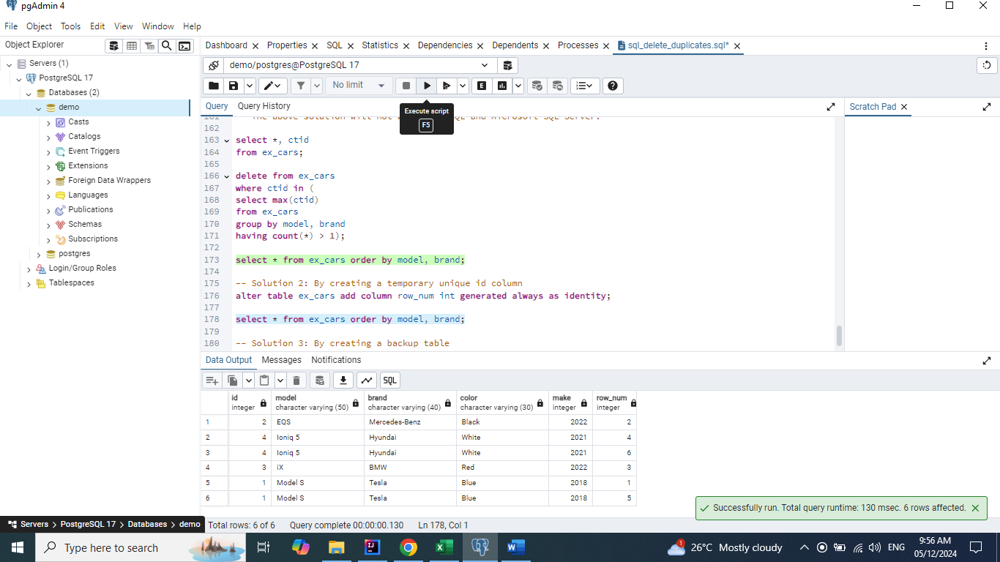 pgAdmin 4
File Object Tools Edit View Window Help
Object Explorer
Dashboard Properties SQL Statistics Dependencies Dependents Processes sql_delete_duplicates.sql*
Servers (1)
PostgreSQL 17
Databases (2)
demo
Casts
Catalogs
Event Triggers
Extensions
Foreign Data Wrappers
Languages
Publications
Schemas
Subscriptions
postgres
Login/Group Roles
Tablespaces
demo/postgres@PostgreSQL 17
No limit
E
Query Query History
Execute script
F5
Scratch Pad
161 The above solution will not
and Microsoft SQL Server.
162
163 select *, ctid
164 from ex_cars;
165
166 delete from ex_cars
167 where ctid in (
168 select max(ctid)
169 from ex_cars
170 group by model, brand
171 having count(*) > 1);
172
173 select * from ex_cars order by model, brand;
174
175 -- Solution 2: By creating a temporary unique id column
176 alter table ex_cars add column row_num int generated always as identity;
177
178 select * from ex_cars order by model, brand;
179
180 -- Solution 3: By creating a backup table
Data Output Messages Notifications
SQL
id model brand color make row_num
integer character varying (50) character varying (40) character varying (30) integer integer
1 2 EQS Mercedes-Benz Black 2022 2
2 4 Ioniq 5 Hyundai White 2021 4
3 4 Ioniq 5 Hyundai White 2021 6
4 3 iX BMW Red 2022 3
5 1 Model S Tesla Blue 2018 1
6 1 Model S Tesla Blue 2018 5
Successfully run. Total query runtime: 130 msec. 6 rows affected.
Servers > PostgreSQL 17 > Databases > demo
Total rows: 6 of 6 Query complete 00:00:00.130 Ln 178, Col 1
Type here to search
1
26°C Mostly cloudy
ENG
9:56 AM
05/12/2024